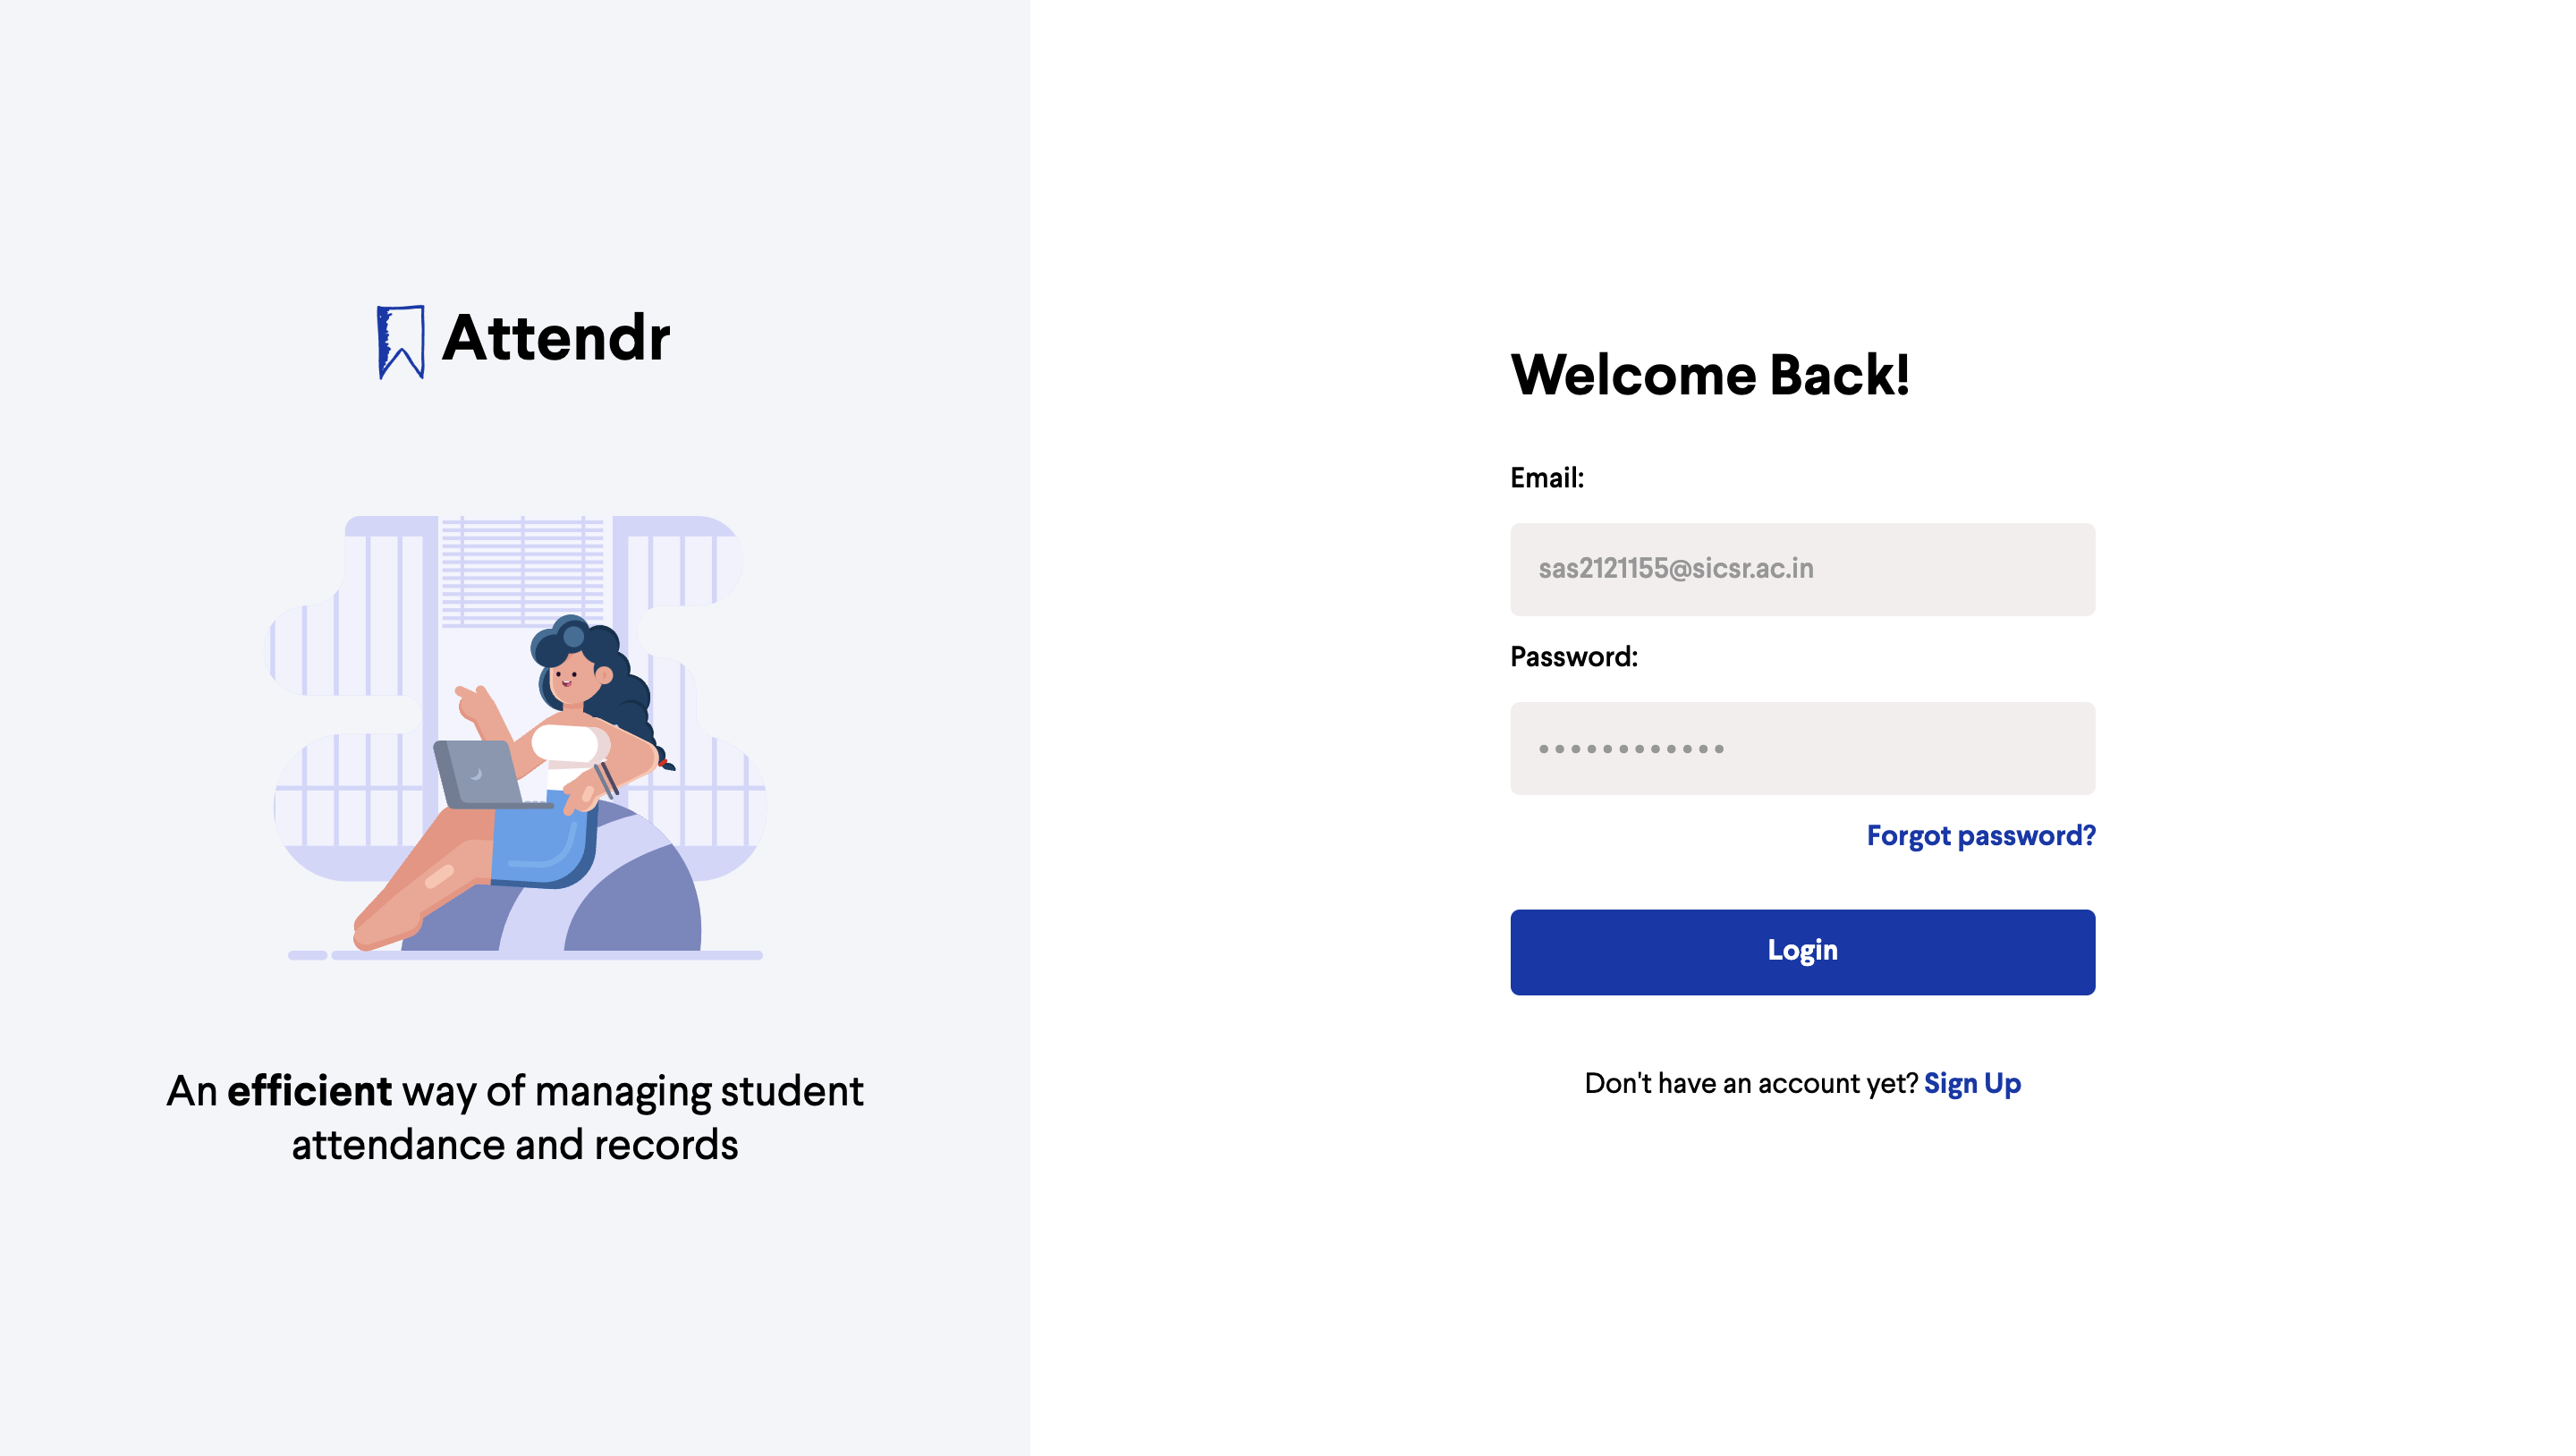 Attendr
An efficient way of managing student
attendance and records
Welcome Back!
Email:
sas2121155@sicsr.ac.in
Password:
••••••••••••
Forgot password?
Login
Don't have an account yet? Sign Up